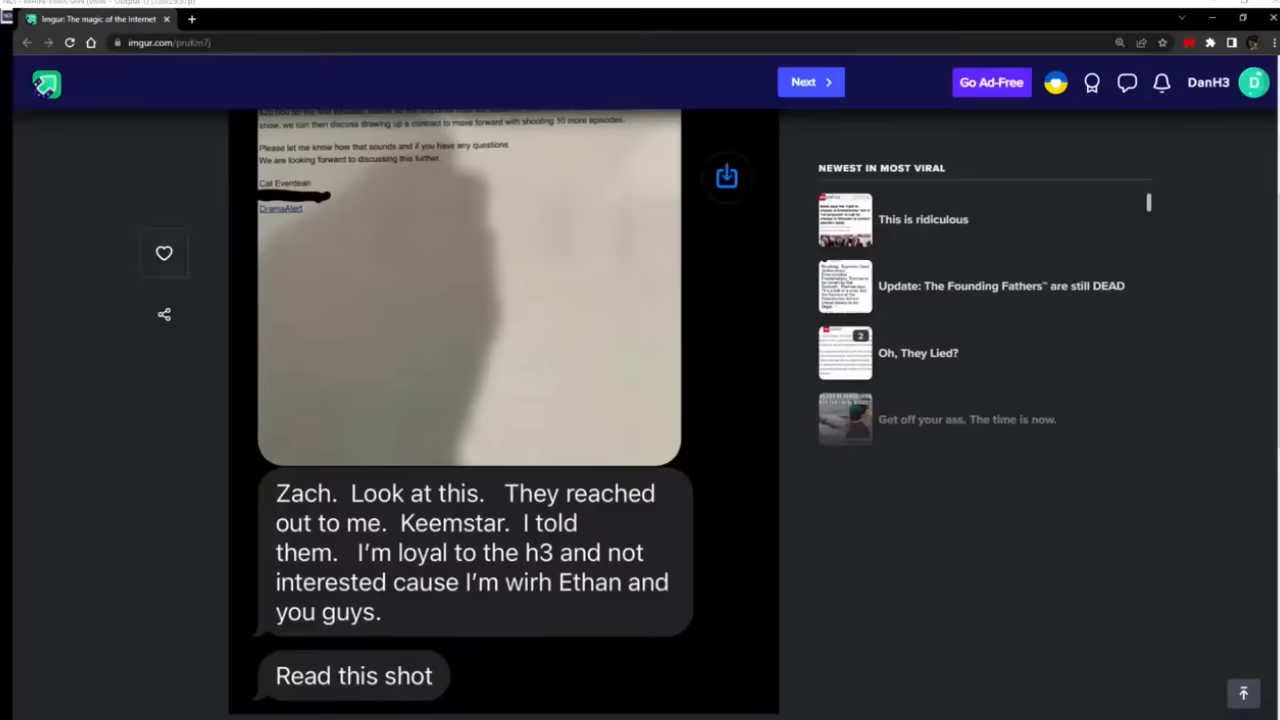 Imgur: The magic of the Internet
imgur.com/pruKm7j
Next
Go Ad-Free
DanH3
D
show, we can then discuss drawing up a contract to move forward with shooting 10 more episodes.
Please let me know how that sounds and if you have any questions
We are looking forward to discussing this further.
Cat Everdean
DramaAlert
Zach. Look at this. They reached
out to me. Keemstar. I told
them. I'm loyal to the h3 and not
interested cause I'm wirh Ethan and
you guys.
Read this shot
NEWEST IN MOST VIRAL
This is ridiculous
Update: The Founding Fathers" are still DEAD
2
Oh, They Lied?
Get off your ass. The time is now.